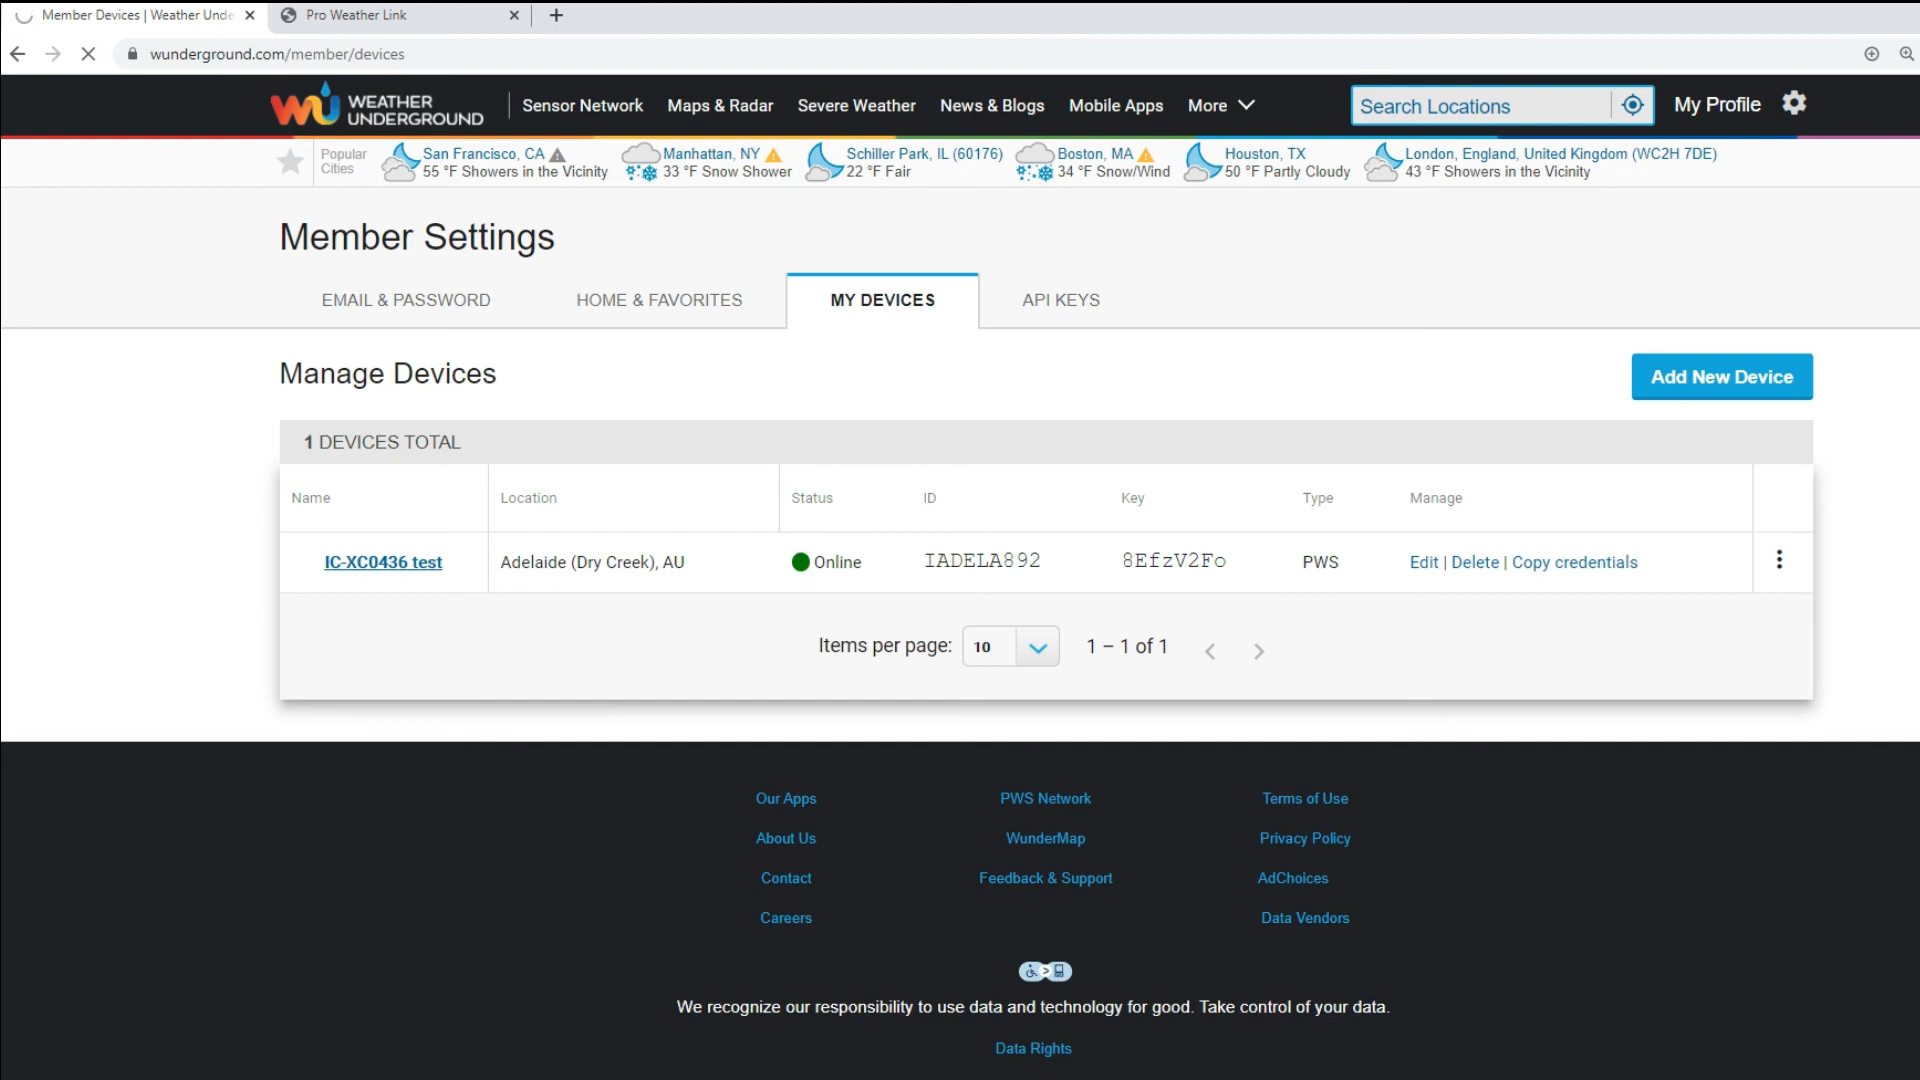 Member Devices | Weather Unde
Pro Weather Link
wunderground.com/member/devices
WEATHER
UNDERGROUND
Sensor Network
Maps & Radar
Severe Weather
News & Blogs
Mobile Apps
More
Search Locations
My Profile
Popular
Cities
San Francisco, CA
55 °F Showers in the Vicinity
Manhattan, NY
33 °F Snow Shower
Schiller Park, IL (60176)
22 °F Fair
Boston, MA
34 °F Snow/Wind
Houston, TX
50 °F Partly Cloudy
London, England, United Kingdom (WC2H 7DE)
43 °F Showers in the Vicinity
Member Settings
EMAIL & PASSWORD
HOME & FAVORITES
MY DEVICES
API KEYS
Manage Devices
Add New Device
1 DEVICES TOTAL
Name
Location
Status
ID
Key
Type
Manage
IC-XC0436 test
Adelaide (Dry Creek), AU
Online
IADELA892
8EfzV2Fo
PWS
Edit | Delete | Copy credentials
Items per page: 10
1 – 1 of 1
Our Apps
PWS Network
Terms of Use
About Us
WunderMap
Privacy Policy
Contact
Feedback & Support
AdChoices
Careers
Data Vendors
We recognize our responsibility to use data and technology for good. Take control of your data.
Data Rights